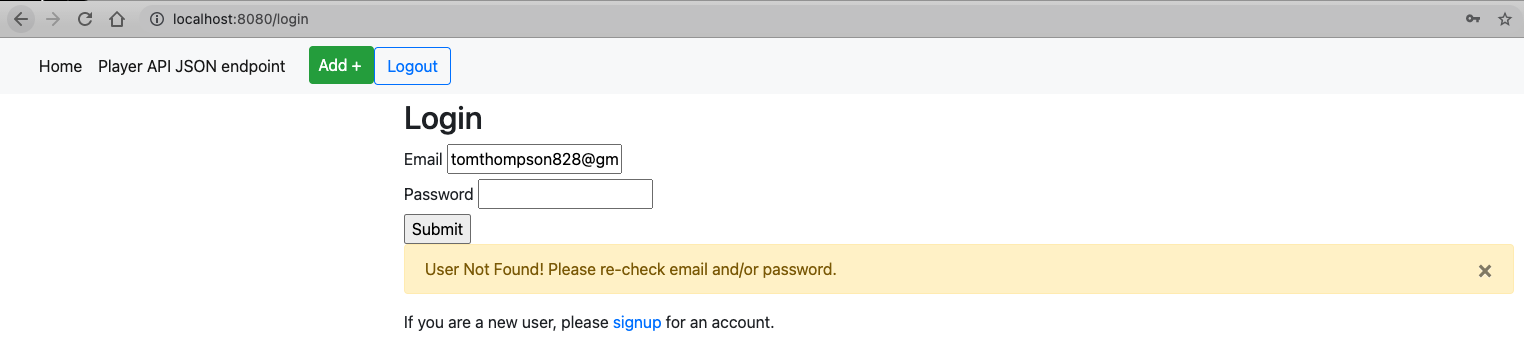 localhost:8080/login
Home Player API JSON endpoint Add + Logout
Login
Email tomthompson828@gm
Password
Submit
User Not Found! Please re-check email and/or password. ×
If you are a new user, please signup for an account.